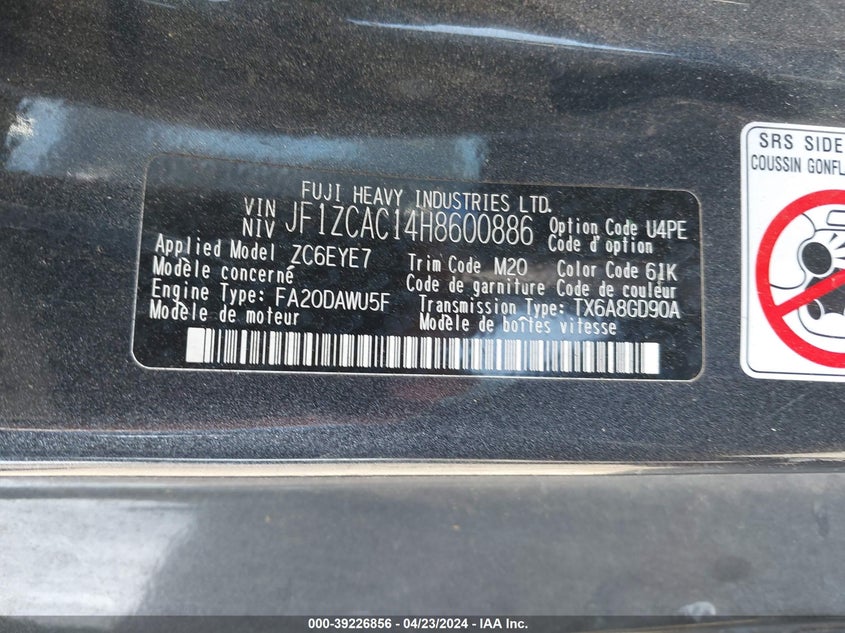 FUJI HEAVY INDUSTRIES LTD.
VIN
NIV
JF1ZCAC14H8600886
Option Code U4PE
Code d'option
Applied Model ZC6EYE7
Modèle concerné
Trim Code M20
Code de garniture
Color Code 61K
Code de couleur
Engine Type: FA20DAWU5F
Modèle de moteur
Transmission Type: TX6A8GD90A
Modèle de boîtes vitesse
SRS SIDE
COUSSIN GONFL
000-39226856 - 04/23/2024 - IAA Inc.